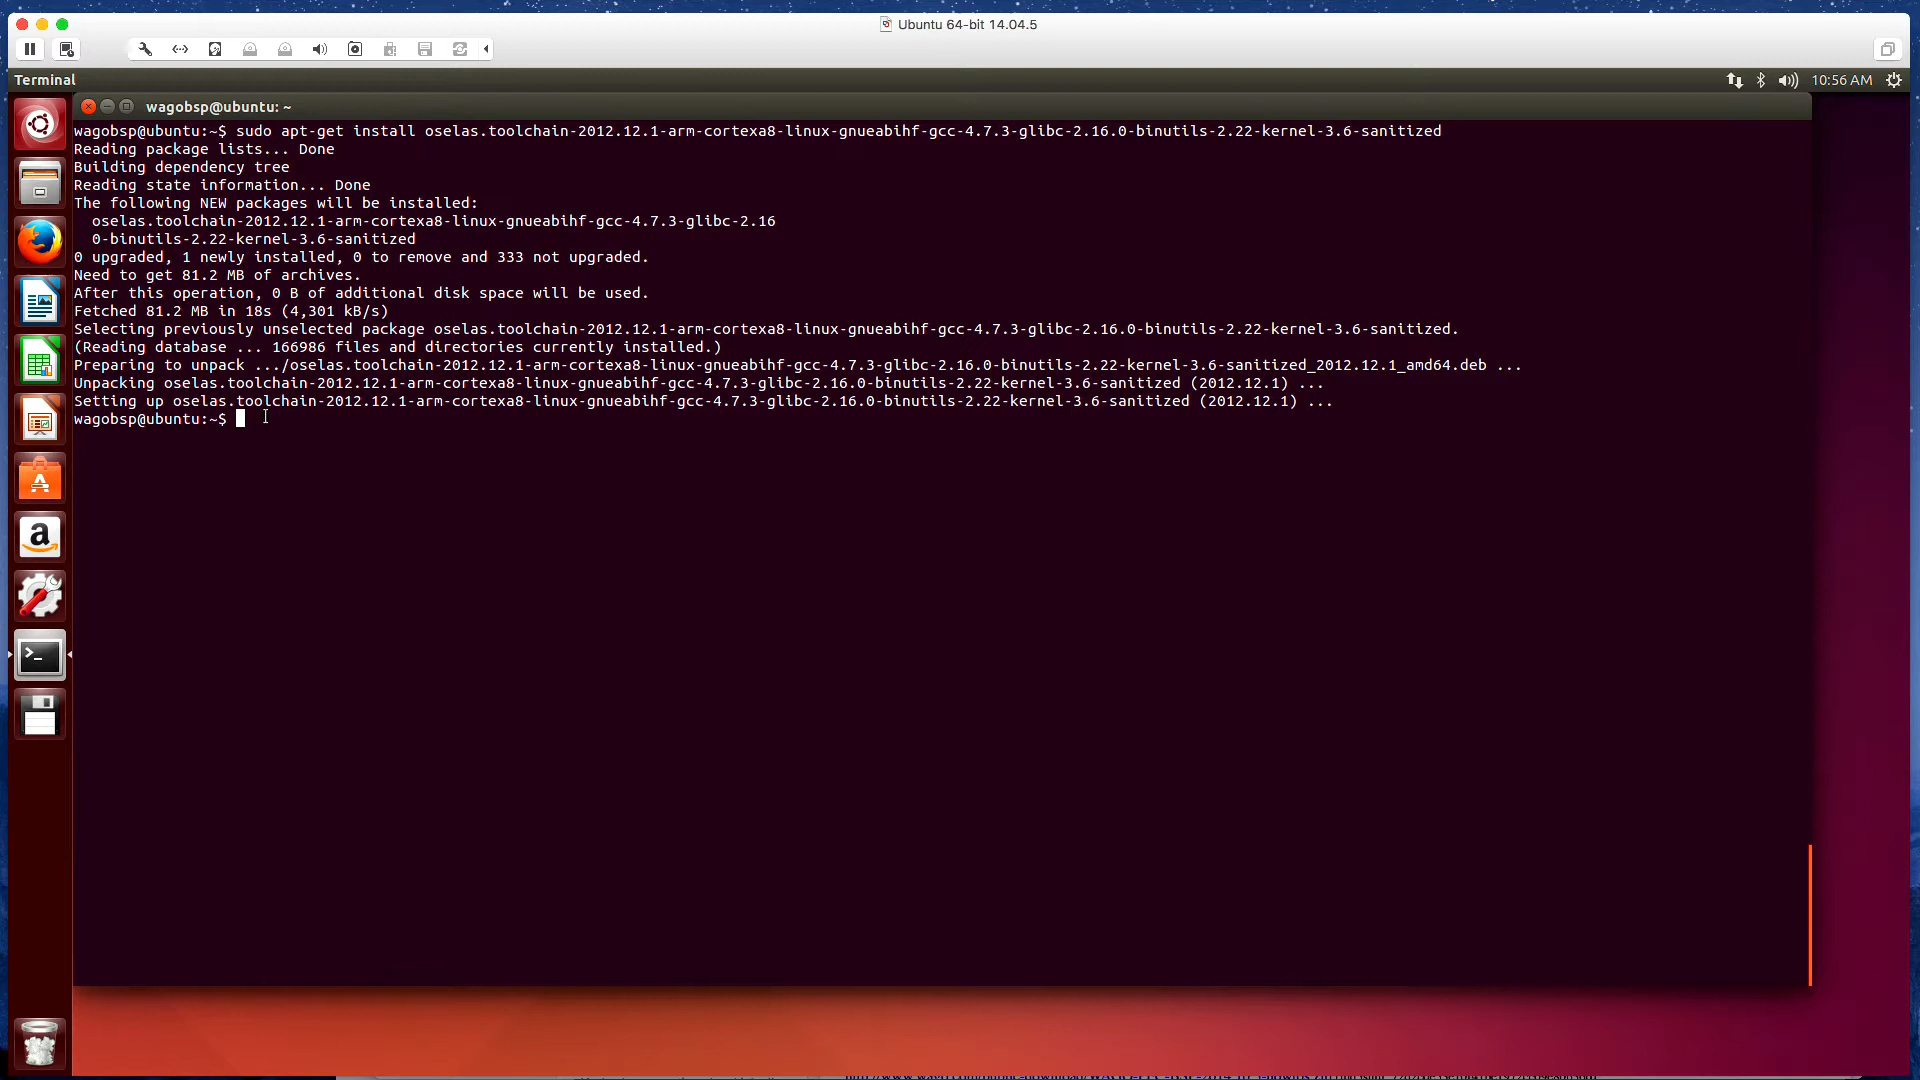 Ubuntu 64-bit 14.04.5
Terminal
10:56 AM
wagobsp@ubuntu: ~
wagobsp@ubuntu:~$ sudo apt-get install oselas.toolchain-2012.12.1-arm-cortexa8-linux-gnueabihf-gcc-4.7.3-glibc-2.16.0-binutils-2.22-kernel-3.6-sanitized
Reading package lists... Done
Building dependency tree
Reading state information... Done
The following NEW packages will be installed:
oselas.toolchain-2012.12.1-arm-cortexa8-linux-gnueabihf-gcc-4.7.3-glibc-2.16
0-binutils-2.22-kernel-3.6-sanitized
0 upgraded, 1 newly installed, 0 to remove and 333 not upgraded.
Need to get 81.2 MB of archives.
After this operation, 0 B of additional disk space will be used.
Fetched 81.2 MB in 18s (4,301 kB/s)
Selecting previously unselected package oselas.toolchain-2012.12.1-arm-cortexa8-linux-gnueabihf-gcc-4.7.3-glibc-2.16.0-binutils-2.22-kernel-3.6-sanitized.
(Reading database ... 166986 files and directories currently installed.)
Preparing to unpack .../oselas.toolchain-2012.12.1-arm-cortexa8-linux-gnueabihf-gcc-4.7.3-glibc-2.16.0-binutils-2.22-kernel-3.6-sanitized_2012.12.1_amd64.deb ...
Unpacking oselas.toolchain-2012.12.1-arm-cortexa8-linux-gnueabihf-gcc-4.7.3-glibc-2.16.0-binutils-2.22-kernel-3.6-sanitized (2012.12.1) ...
Setting up oselas.toolchain-2012.12.1-arm-cortexa8-linux-gnueabihf-gcc-4.7.3-glibc-2.16.0-binutils-2.22-kernel-3.6-sanitized (2012.12.1) ...
wagobsp@ubuntu:~$